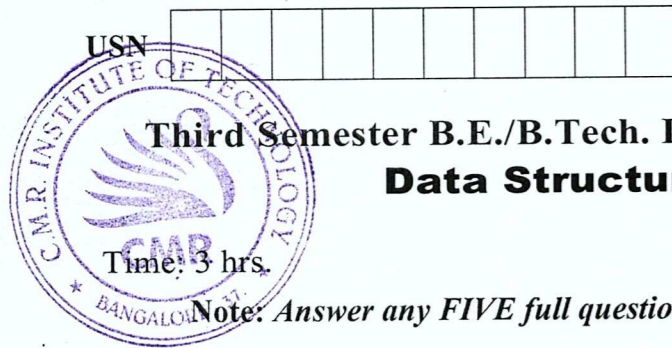 USN
C.M.R. INSTITUTE OF TECHNOLOGY
CMR
BANGALORE
Third Semester B.E./B.Tech.
Data Structu
Time: 3 hrs.
Note: Answer any FIVE full questio